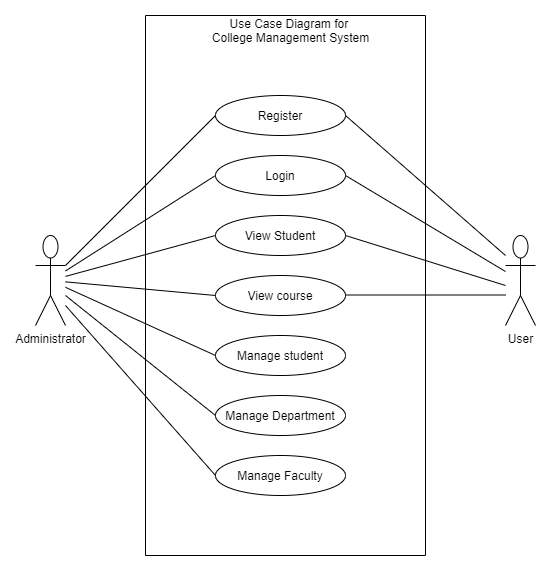 Use Case Diagram for
College Management System
Register
Login
View Student
View course
Manage student
Manage Department
Manage Faculty
Administrator
User